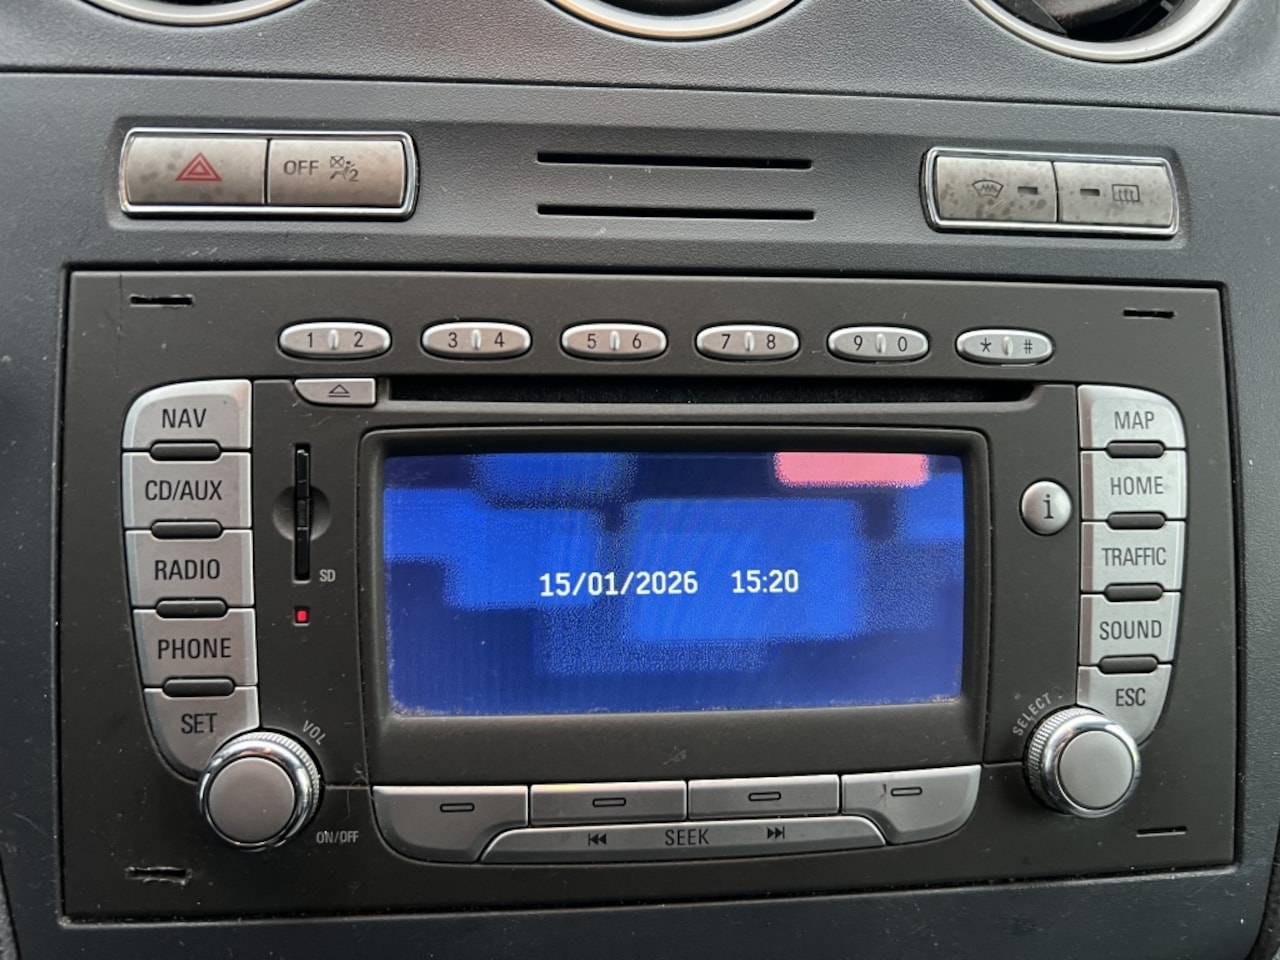 OFF 2
1 2 3 4 5 6 7 8 9 0 * #
NAV
CD/AUX
RADIO
PHONE
SET
SD
15/01/2026 15:20
i
MAP
HOME
TRAFFIC
SOUND
ESC
VOL
ON/OFF
SELECT
SEEK